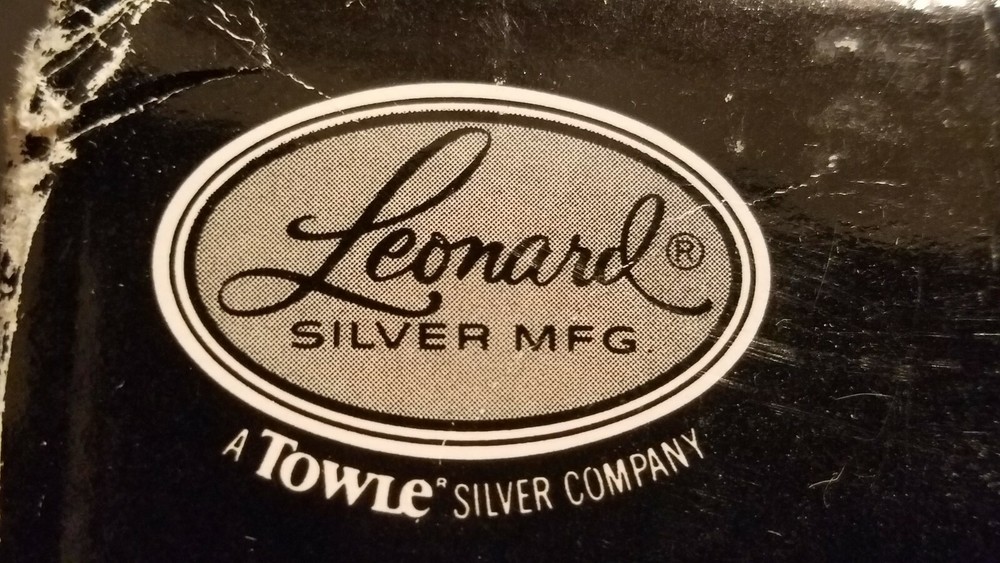 Leonard®
SILVER MFG.
A TOWLE® SILVER COMPANY